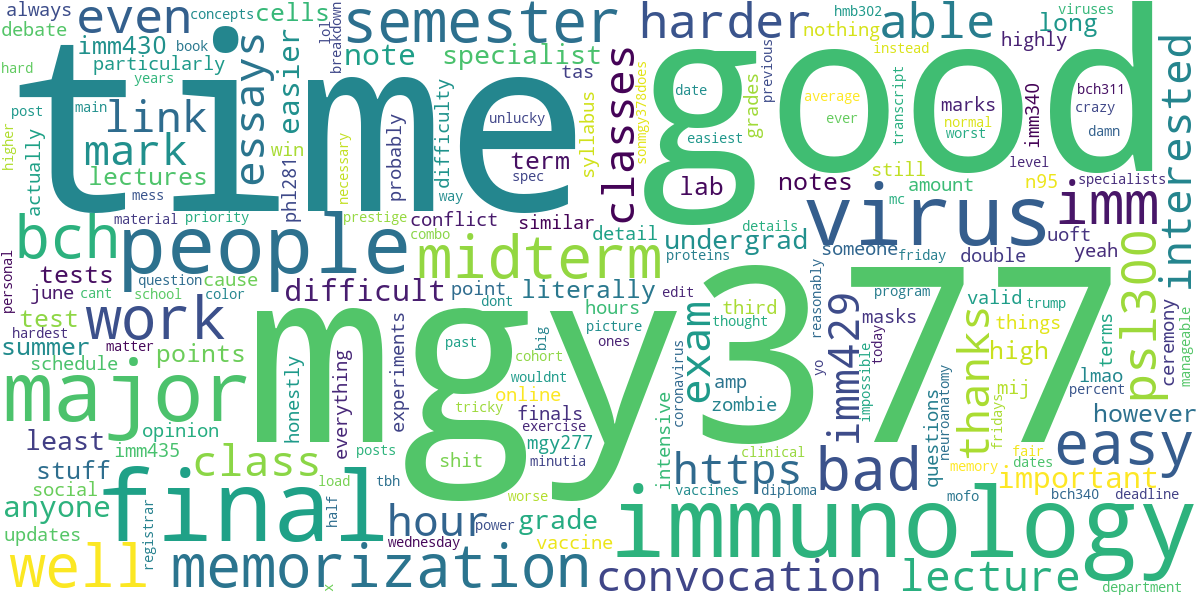 always
even
concepts
cells
lol
semester
harder
able
hmb302
nothing
viruses
long
debate
imm430
book
note
specialist
instead
highly
hard
particularly
years
breakdown
tas
previous
interested
time
good
essays
easier
classes
post
main
link
unlucky
date
average
marks
normal
bch311
crazy
higher
actually
mark
win
probably
difficulty
syllabus
grades
sonmgy378does
easiest
ever
transcript
worst
imm340
damn
lectures
phl281
necessary
term
spec
lab
still
level
specialists
mess
notes
amount
mc
n95
imm
material
priority
prestige
conflict
similar
detail
details
virus
uoft
bch
people
combo
midterm
undergrad
proteins
someone
friday
double
yeah
personal
tests
question
cause
difficult
point
literally
psl300
june
cant
school
color
dont
hours
edit
third
reasonably
masks
program
valid
trump
ceremony
manageable
test
work
mgy377
picture
exam
thought
imm429
today
thanks
things
terms
hardest
matter
experiments
past
big
ones
coronavirus
yo
summer
schedule
points
honestly
everything
cohort
wouldnt
amp
impossible
high
lmao
major
online
zombie
mij
percent
tricky
finals
exercise
intensive
questions
neuroanatomy
fridays
however
least
opinion
imm435
mgy277
fair
easy
stuff
class
posts
shit
minutia
clinical
https
bad
memory
dates
important
social
load
tbh
worse
vaccines
diploma
mofo
bch340
deadline
anyone
final
half
hour
power
grade
immunology
updates
registrar
wednesday
vaccine
well
memorization
x
convocation
lecture
department
way